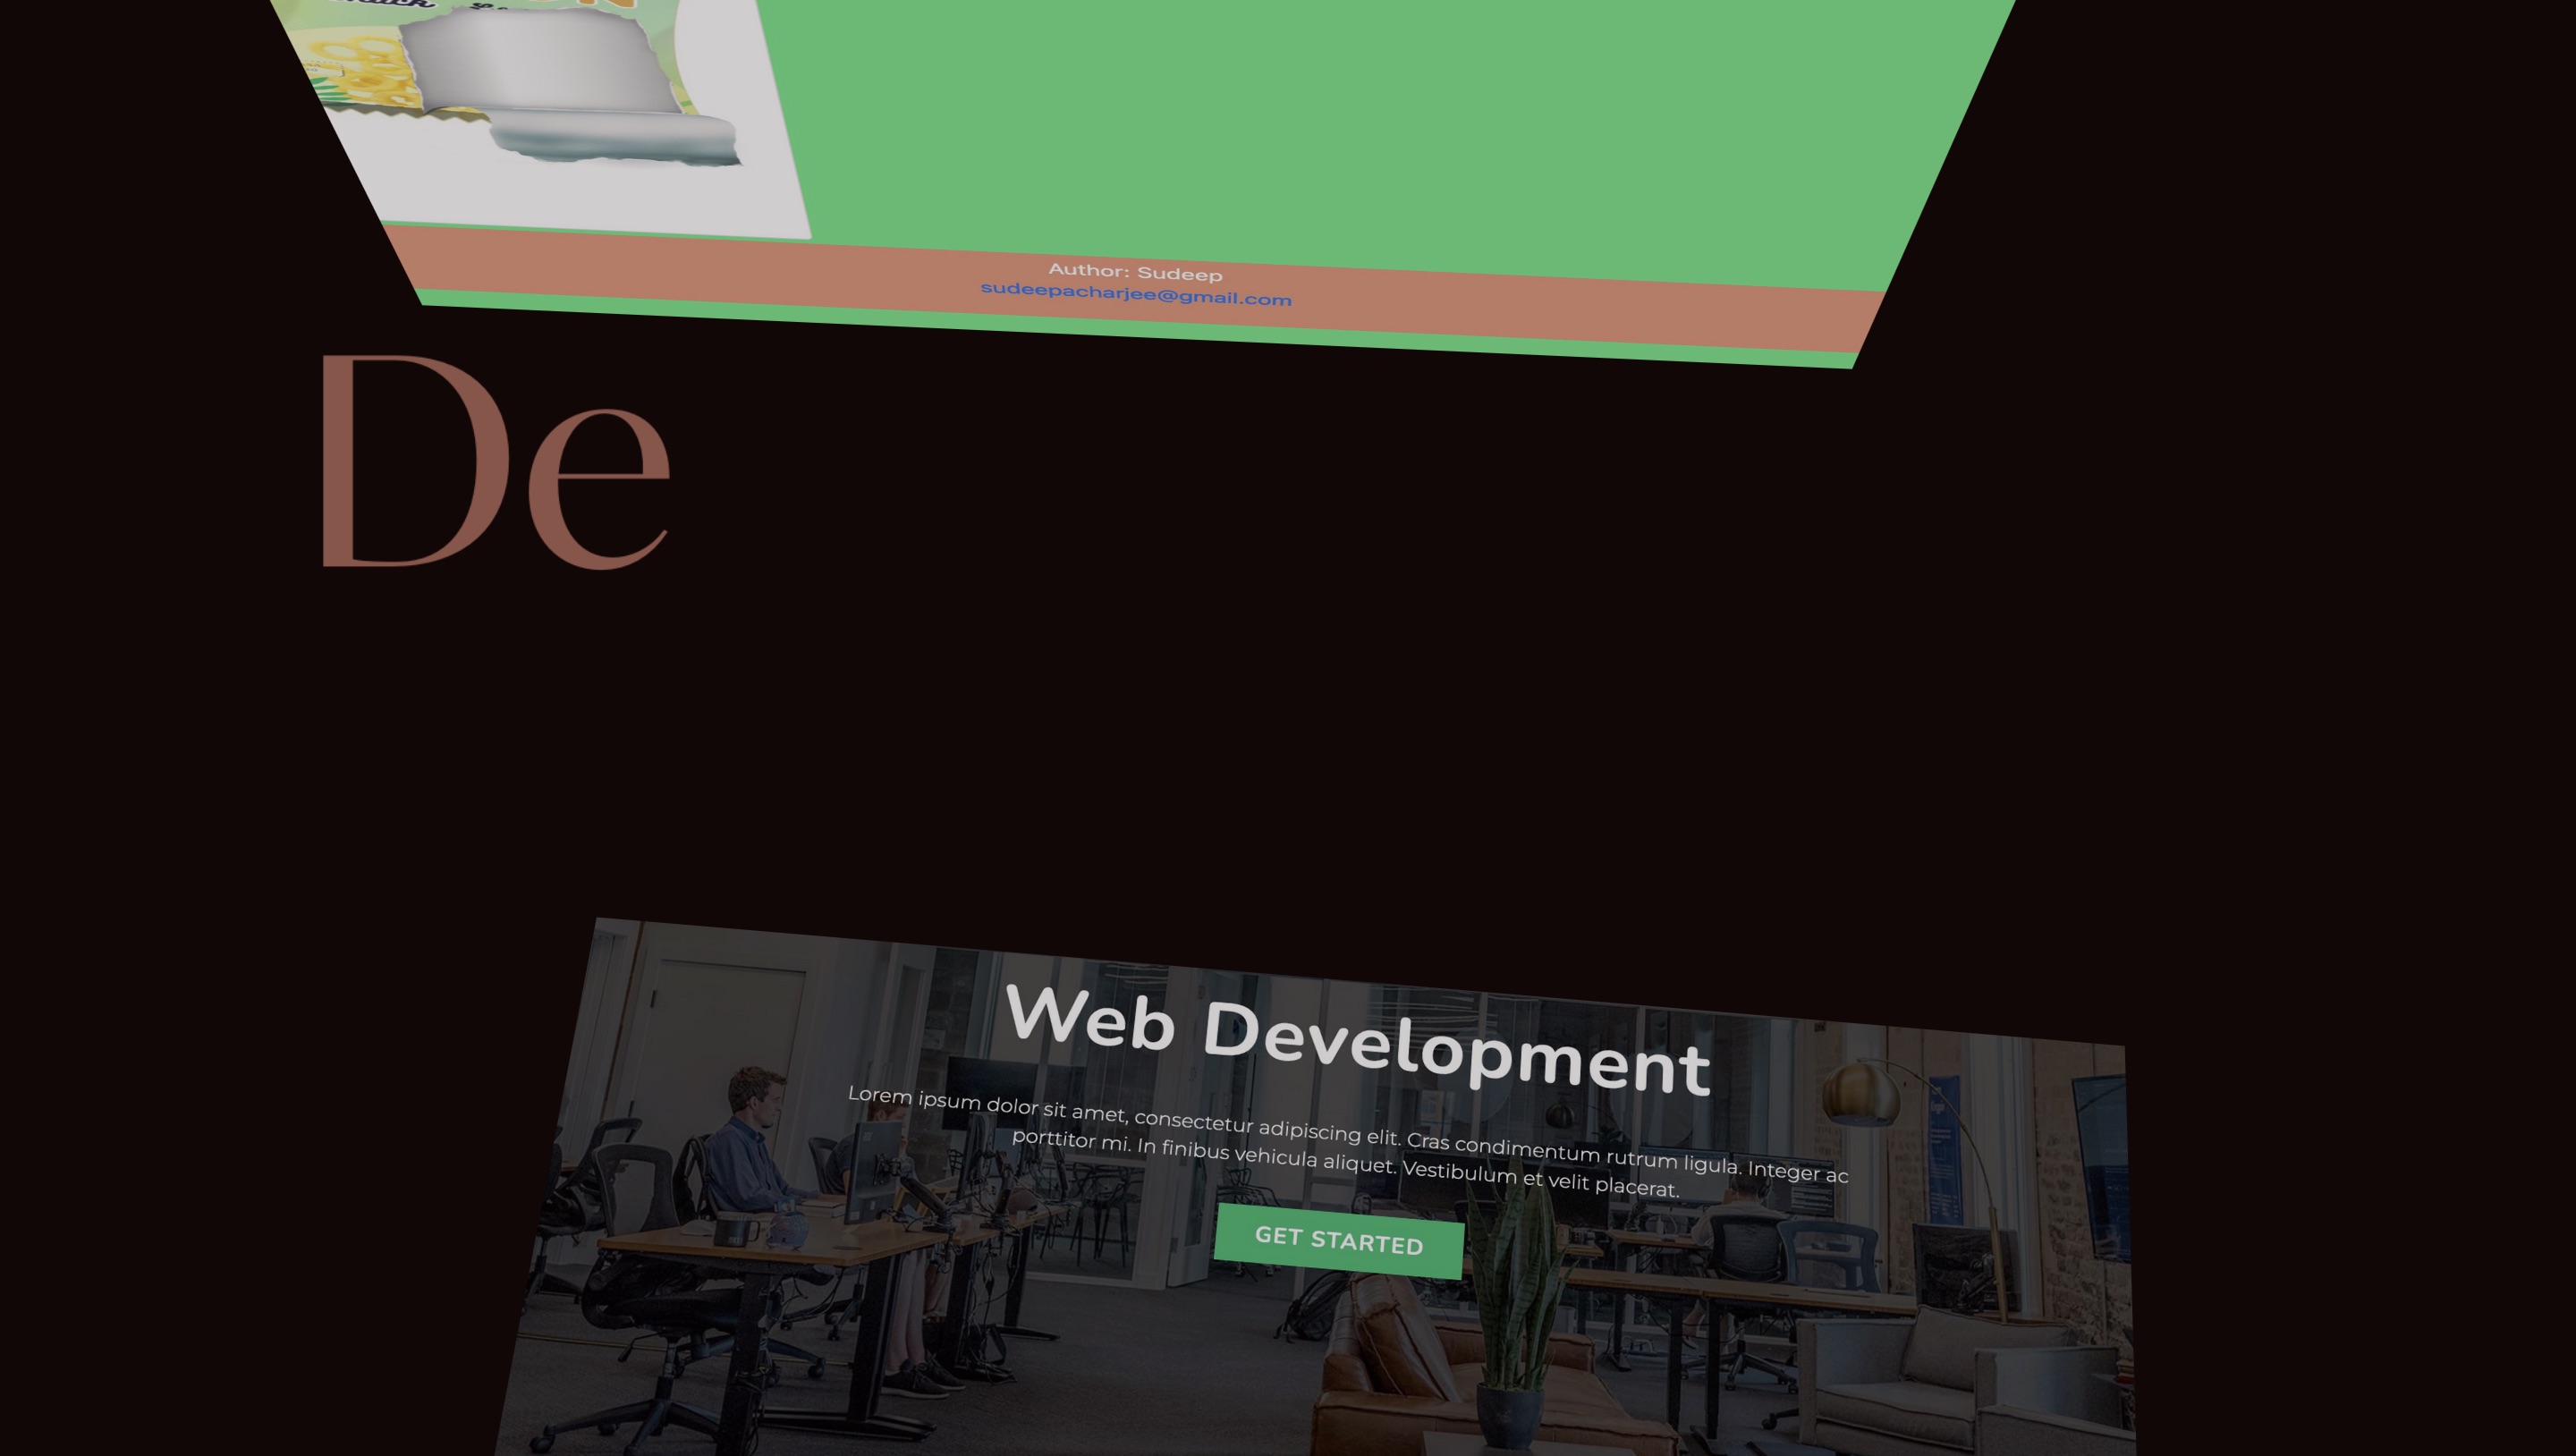 Author: Sudeep
sudeepacharjee@gmail.com
De
Web Development
Lorem ipsum dolor sit amet, consectetur adipiscing elit. Cras condimentum rutrum ligula. Integer ac
porttitor mi. In finibus vehicula aliquet. Vestibulum et velit placerat.
GET STARTED